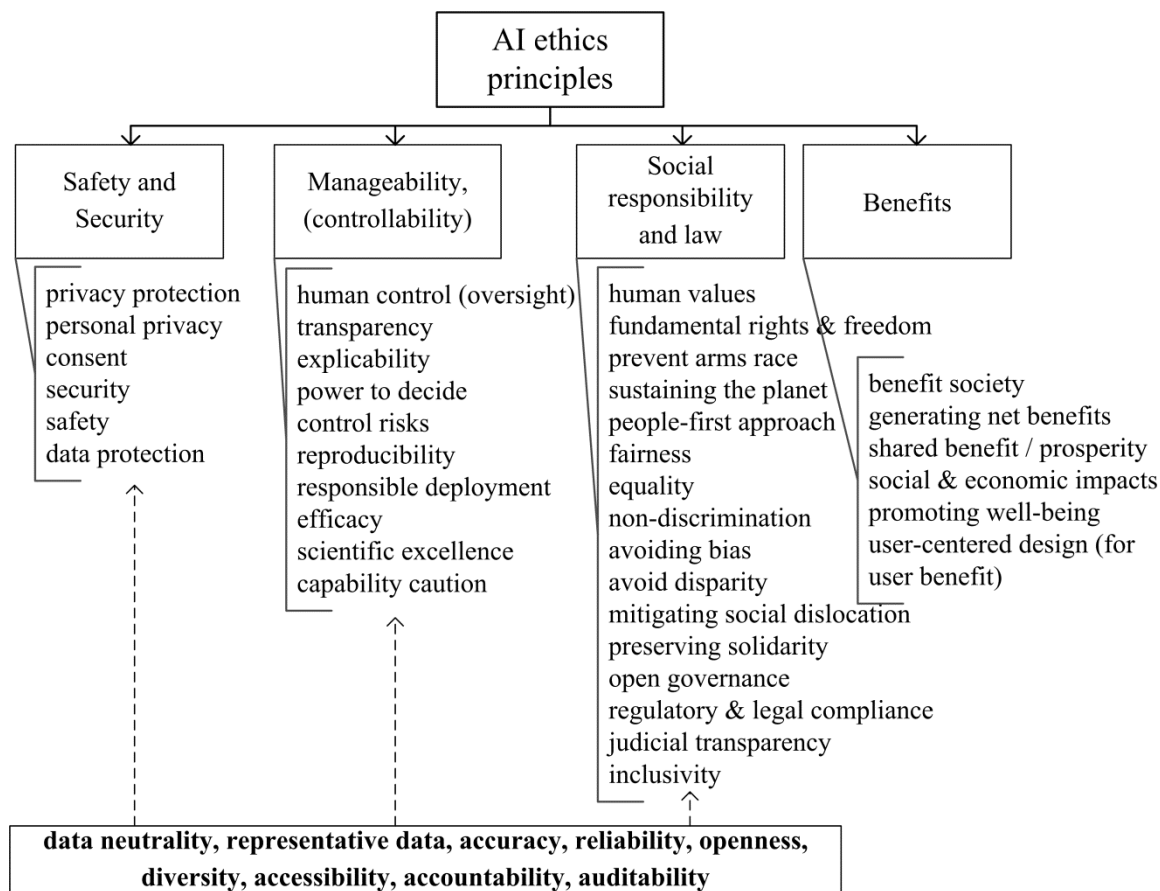 AI ethics
principles
Safety and
Security
Manageability,
(controllability)
Social
responsibility
and law
Benefits
privacy protection
personal privacy
consent
security
safety
data protection
human control (oversight)
transparency
explicability
power to decide
control risks
reproducibility
responsible deployment
efficacy
scientific excellence
capability caution
human values
fundamental rights & freedom
prevent arms race
sustaining the planet
people-first approach
fairness
equality
non-discrimination
avoiding bias
avoid disparity
mitigating social dislocation
preserving solidarity
open governance
regulatory & legal compliance
judicial transparency
inclusivity
benefit society
generating net benefits
shared benefit / prosperity
social & economic impacts
promoting well-being
user-centered design (for
user benefit)
data neutrality, representative data, accuracy, reliability, openness,
diversity, accessibility, accountability, auditability